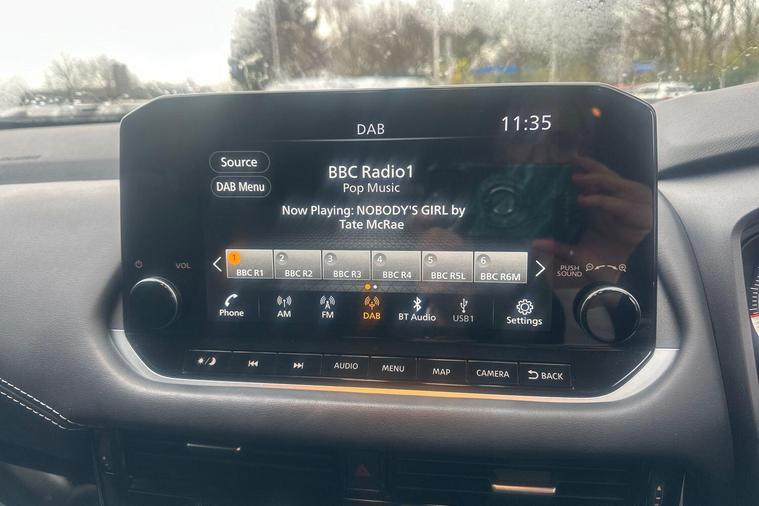 DAB
11:35
Source
DAB Menu
BBC Radio1
Pop Music
Now Playing: NOBODY'S GIRL by
Tate McRae
1
BBC R1
2
BBC R2
3
BBC R3
4
BBC R4
5
BBC R5L
6
BBC R6M
VOL
PUSH
SOUND
Phone
AM
FM
DAB
BT Audio
USB1
Settings
AUDIO
MENU
MAP
CAMERA
BACK